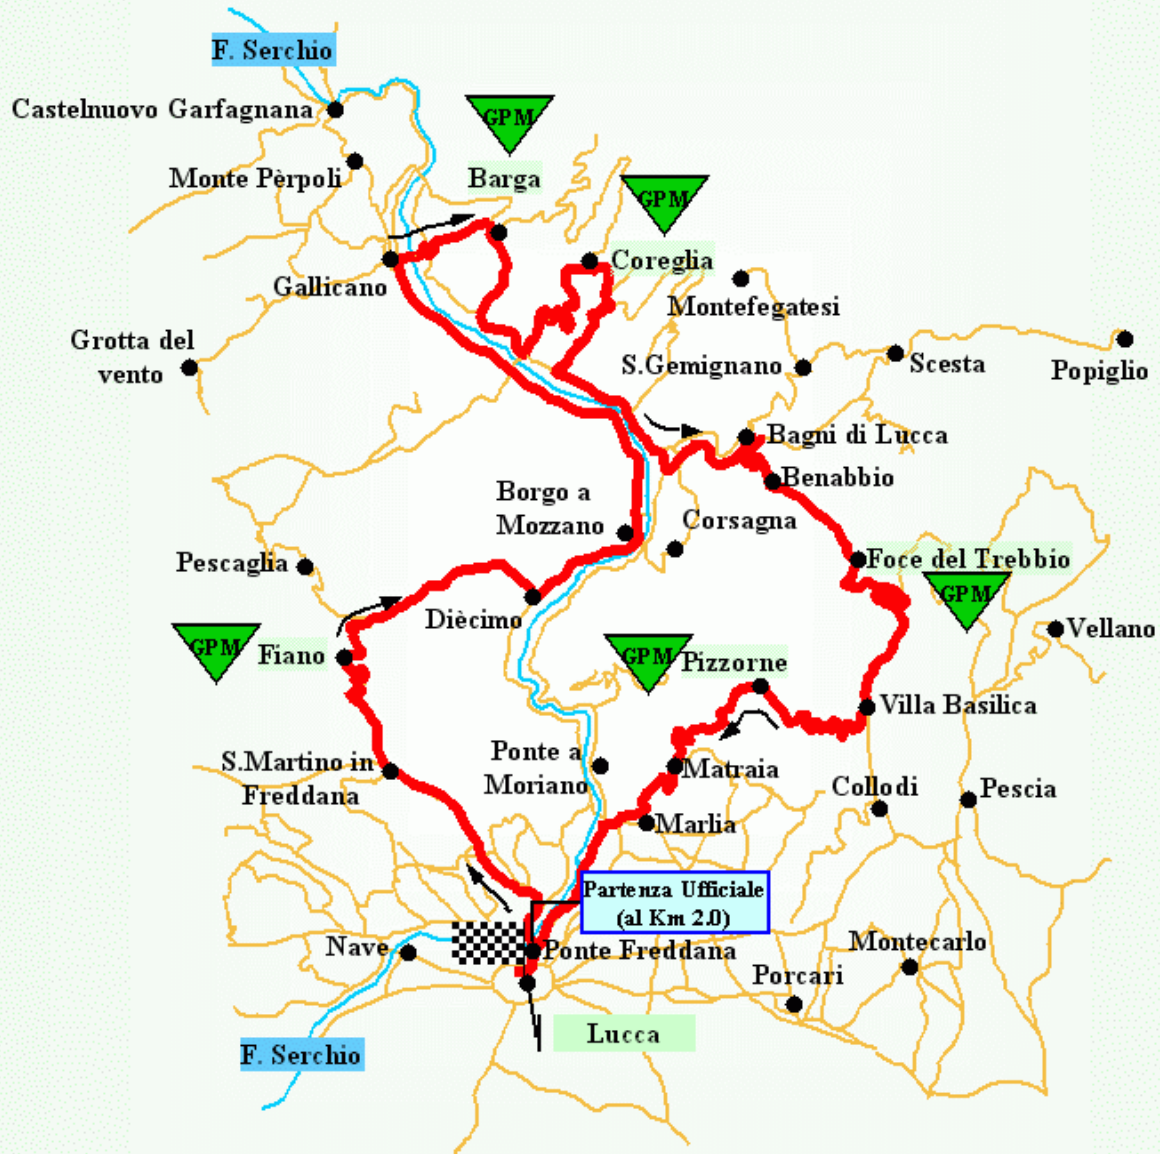 F. Serchio
Castelnuovo Garfagnana
GPM
Monte Pèrpoli
Barga
GPM
Coreglia
Gallicano
Montefegatesi
Grotta del
vento
S.Gemignano
Scesta
Popiglio
Bagni di Lucca
Benabbio
Borgo a
Mozzano
Corsagna
Pescaglia
Foce del Trebbio
GPM
Diècimo
Vellano
GPM
Fiano
GPM
Pizzorne
Villa Basilica
S.Martino in
Freddana
Ponte a
Moriano
Matraia
Collodi
Pescia
Marlia
Partenza Ufficiale
(al Km 2.0)
Nave
Ponte Freddana
Montecarlo
Porcari
Lucca
F. Serchio